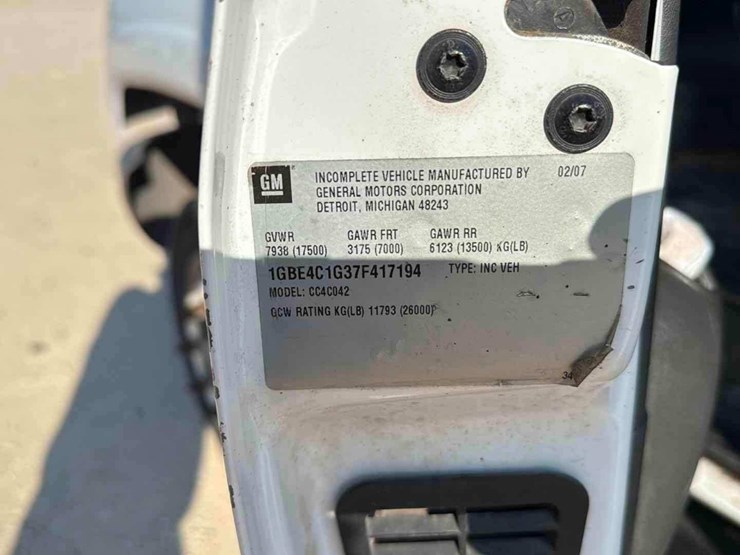 GM
INCOMPLETE VEHICLE MANUFACTURED BY 02/07
GENERAL MOTORS CORPORATION
DETROIT, MICHIGAN 48243
GVWR GAWR FRT GAWR RR
7938 (17500) 3175 (7000) 6123 (13500) KG(LB)
1GBE4C1G37F417194 TYPE: INC VEH
MODEL: CC4C042
GCW RATING KG(LB) 11793 (26000)
34